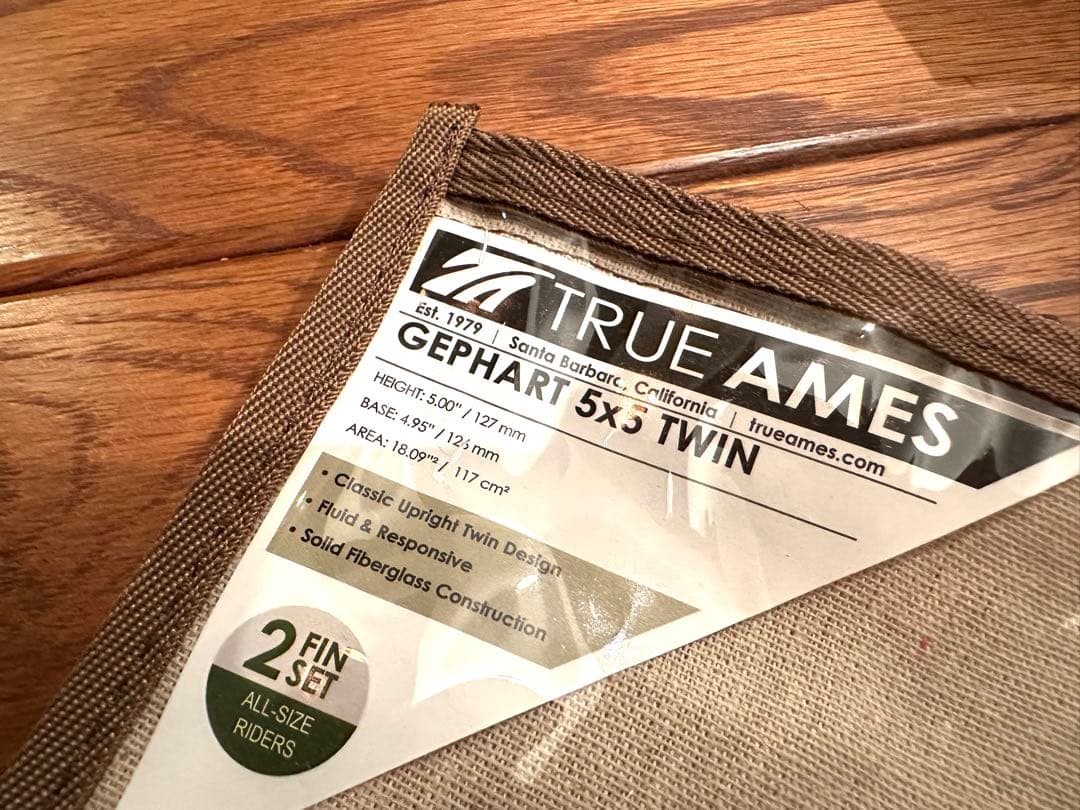 TRUE AMES
Est. 1979 | Santa Barbara, California | trueames.com
GEPHART 5x5 TWIN
HEIGHT: 5.00" / 127 mm
BASE: 4.95" / 126 mm
AREA: 18.09"² / 117 cm²
• Classic Upright Twin Design
• Fluid & Responsive
• Solid Fiberglass Construction
2 FIN
SET
ALL-SIZE
RIDERS